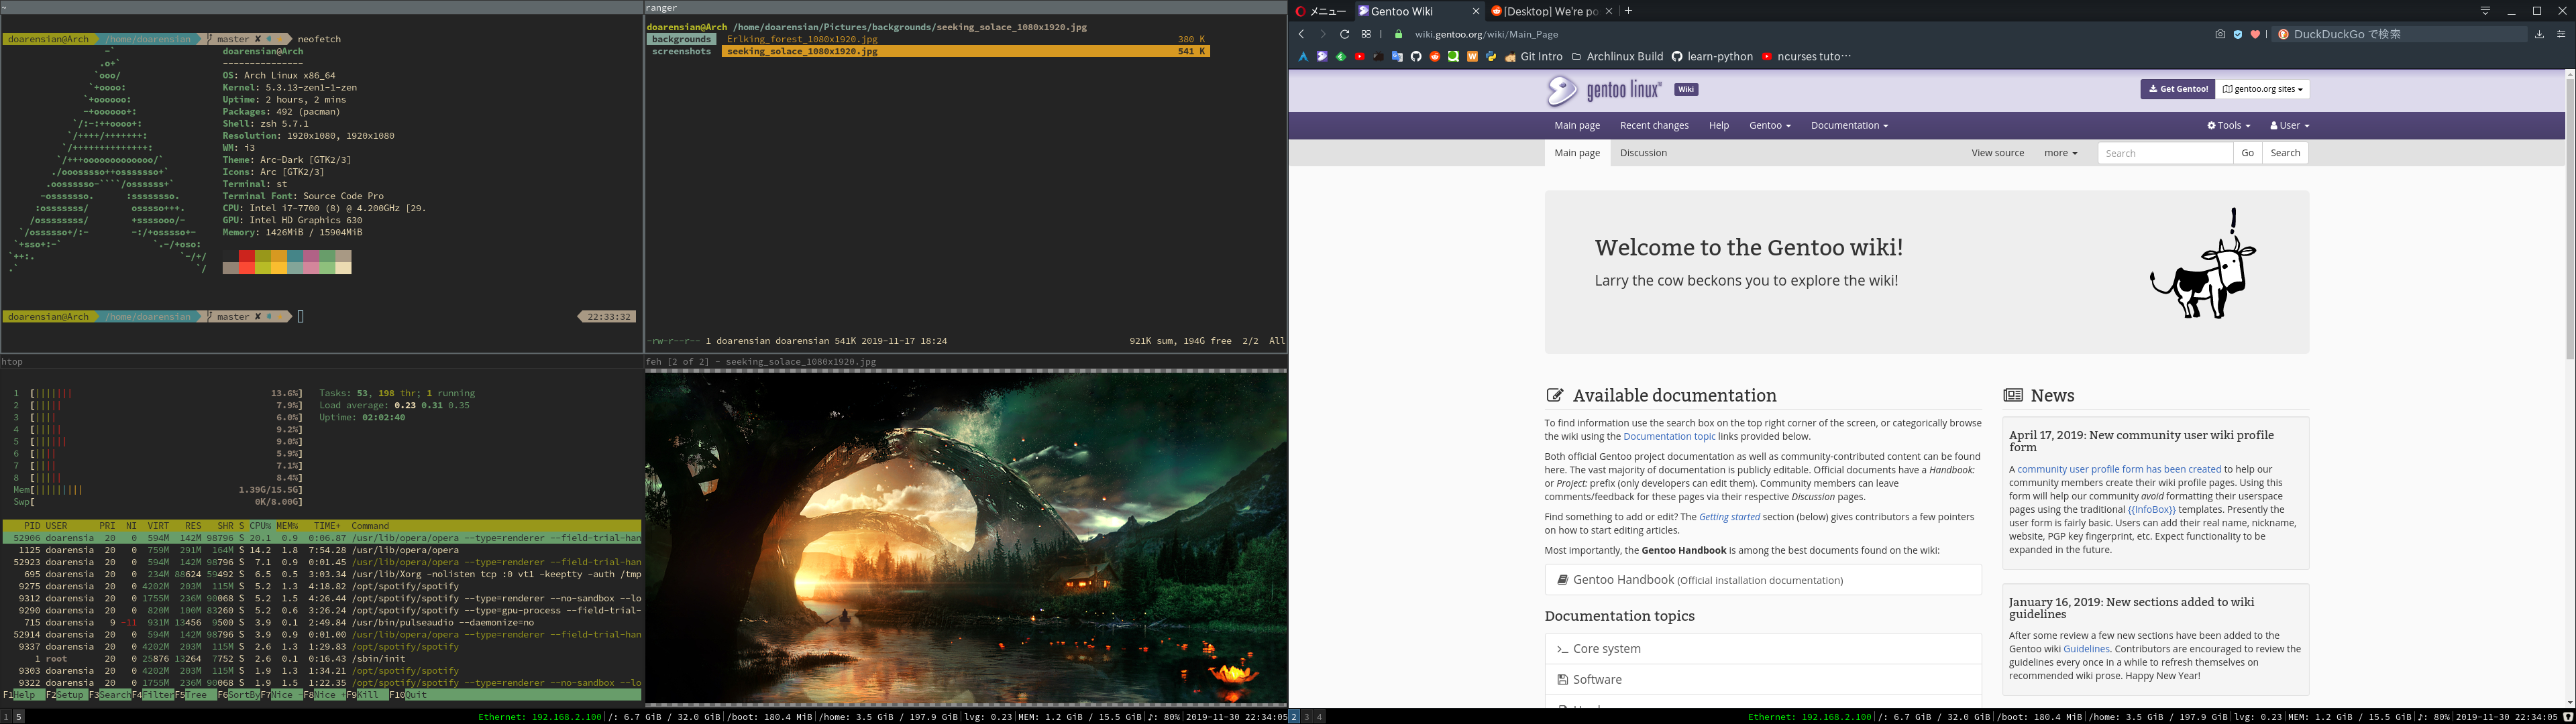 ~
doarensian@Arch /home/doarensian master ✘ neofetch
doarensian@Arch
---------------
OS: Arch Linux x86_64
Kernel: 5.3.13-zen1-1-zen
Uptime: 2 hours, 2 mins
Packages: 492 (pacman)
Shell: zsh 5.7.1
Resolution: 1920x1080, 1920x1080
WM: i3
Theme: Arc-Dark [GTK2/3]
Icons: Arc [GTK2/3]
Terminal: st
Terminal Font: Source Code Pro
CPU: Intel i7-7700 (8) @ 4.200GHz [29.
GPU: Intel HD Graphics 630
Memory: 1426MiB / 15904MiB
doarensian@Arch /home/doarensian master ✘ 22:33:32
ranger
doarensian@Arch /home/doarensian/Pictures/backgrounds/seeking_solace_1080x1920.jpg
backgrounds Erlking_forest_1080x1920.jpg 380 K
screenshots seeking_solace_1080x1920.jpg 541 K
-rw-r--r-- 1 doarensian doarensian 541K 2019-11-17 18:24 921K sum, 194G free 2/2 All
htop
1 [||||||| 13.6%] Tasks: 53, 198 thr; 1 running
2 [||||| 7.9%] Load average: 0.23 0.31 0.35
3 [|||| 6.0%] Uptime: 02:02:40
4 [||||| 9.2%]
5 [|||||| 9.0%]
6 [|||| 5.9%]
7 [|||| 7.1%]
8 [||||| 8.4%]
Mem[||||||||| 1.39G/15.5G]
Swp[ 0K/8.00G]
PID USER PRI NI VIRT RES SHR S CPU% MEM% TIME+ Command
52906 doarensia 20 0 594M 142M 98796 S 20.1 0.9 0:06.87 /usr/lib/opera/opera --type=renderer --field-trial-han
1125 doarensia 20 0 759M 291M 164M S 14.2 1.8 7:54.28 /usr/lib/opera/opera
52923 doarensia 20 0 594M 142M 98796 S 7.1 0.9 0:01.45 /usr/lib/opera/opera --type=renderer --field-trial-han
695 doarensia 20 0 234M 88624 59492 S 6.5 0.5 3:03.34 /usr/lib/Xorg -nolisten tcp :0 vt1 -keeptty -auth /tmp
9275 doarensia 20 0 4202M 203M 115M S 5.2 1.3 4:18.82 /opt/spotify/spotify
9312 doarensia 20 0 1755M 236M 90068 S 5.2 1.5 4:26.44 /opt/spotify/spotify --type=renderer --no-sandbox --lo
9290 doarensia 20 0 820M 100M 83260 S 5.2 0.6 3:26.24 /opt/spotify/spotify --type=gpu-process --field-trial-
715 doarensia 9 -11 931M 13456 9500 S 3.9 0.1 2:49.84 /usr/bin/pulseaudio --daemonize=no
52914 doarensia 20 0 594M 142M 98796 S 3.9 0.9 0:01.00 /usr/lib/opera/opera --type=renderer --field-trial-han
9337 doarensia 20 0 4202M 203M 115M S 2.6 1.3 1:29.83 /opt/spotify/spotify
1 root 20 0 25876 13264 7752 S 2.6 0.1 0:16.43 /sbin/init
9303 doarensia 20 0 4202M 203M 115M S 1.9 1.3 1:34.21 /opt/spotify/spotify
9322 doarensia 20 0 1755M 236M 90068 S 1.9 1.5 1:22.35 /opt/spotify/spotify --type=renderer --no-sandbox --lo
F1Help F2Setup F3SearchF4FilterF5Tree F6SortByF7Nice -F8Nice +F9Kill F10Quit
feh [2 of 2] - seeking_solace_1080x1920.jpg
1 5 Ethernet: 192.168.2.100|/: 6.7 GiB / 32.0 GiB|/boot: 180.4 MiB|/home: 3.5 GiB / 197.9 GiB|lvg: 0.23|MEM: 1.2 GiB / 15.5 GiB|♪: 80%|2019-11-30 22:34:05
メニュー Gentoo Wiki [Desktop] We're po
wiki.gentoo.org/wiki/Main_Page DuckDuckGo で検索
Git Intro Archlinux Build learn-python ncurses tuto…
gentoo linux Wiki Get Gentoo! gentoo.org sites
Main page Recent changes Help Gentoo Documentation Tools User
Main page Discussion View source more Search Go Search
Welcome to the Gentoo wiki!
Larry the cow beckons you to explore the wiki!
!
Available documentation
To find information use the search box on the top right corner of the screen, or categorically browse
the wiki using the Documentation topic links provided below.
Both official Gentoo project documentation as well as community-contributed content can be found
here. The vast majority of documentation is publicly editable. Official documents have a Handbook:
or Project: prefix (only developers can edit them). Community members can leave
comments/feedback for these pages via their respective Discussion pages.
Find something to add or edit? The Getting started section (below) gives contributors a few pointers
on how to start editing articles.
Most importantly, the Gentoo Handbook is among the best documents found on the wiki:
Gentoo Handbook (Official installation documentation)
Documentation topics
Core system
Software
News
April 17, 2019: New community user wiki profile
form
A community user profile form has been created to help our
community members create their wiki profile pages. Using this
form will help our community avoid formatting their userspace
pages using the traditional {{InfoBox}} templates. Presently the
user form is fairly basic. Users can add their real name, nickname,
website, PGP key fingerprint, etc. Expect functionality to be
expanded in the future.
January 16, 2019: New sections added to wiki
guidelines
After some review a few new sections have been added to the
Gentoo wiki Guidelines. Contributors are encouraged to review the
guidelines every once in a while to refresh themselves on
recommended wiki prose. Happy New Year!
2 3 4 Ethernet: 192.168.2.100|/: 6.7 GiB / 32.0 GiB|/boot: 180.4 MiB|/home: 3.5 GiB / 197.9 GiB|lvg: 0.23|MEM: 1.2 GiB / 15.5 GiB|♪: 80%|2019-11-30 22:34:05